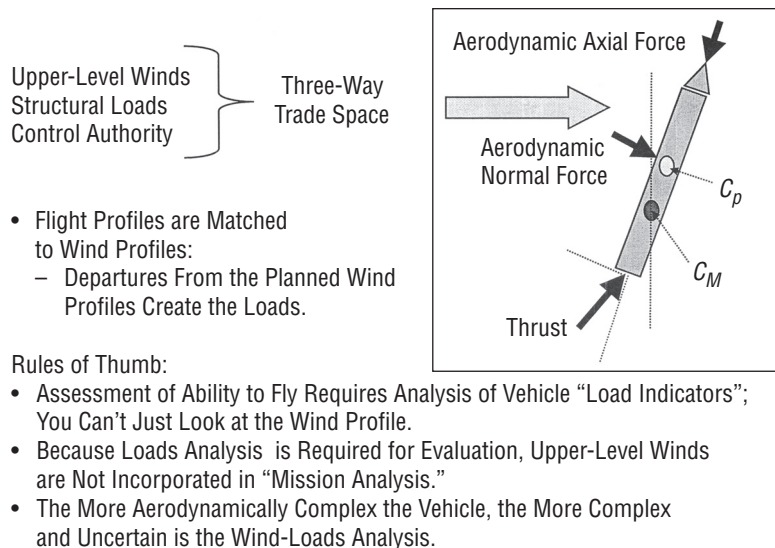 Upper-Level Winds
Structural Loads
Control Authority
Three-Way
Trade Space
Aerodynamic Axial Force
Aerodynamic
Normal Force
Cp
CM
Thrust
• Flight Profiles are Matched
to Wind Profiles:
– Departures From the Planned Wind
Profiles Create the Loads.
Rules of Thumb:
• Assessment of Ability to Fly Requires Analysis of Vehicle “Load Indicators”;
You Can’t Just Look at the Wind Profile.
• Because Loads Analysis is Required for Evaluation, Upper-Level Winds
are Not Incorporated in “Mission Analysis.”
• The More Aerodynamically Complex the Vehicle, the More Complex
and Uncertain is the Wind-Loads Analysis.